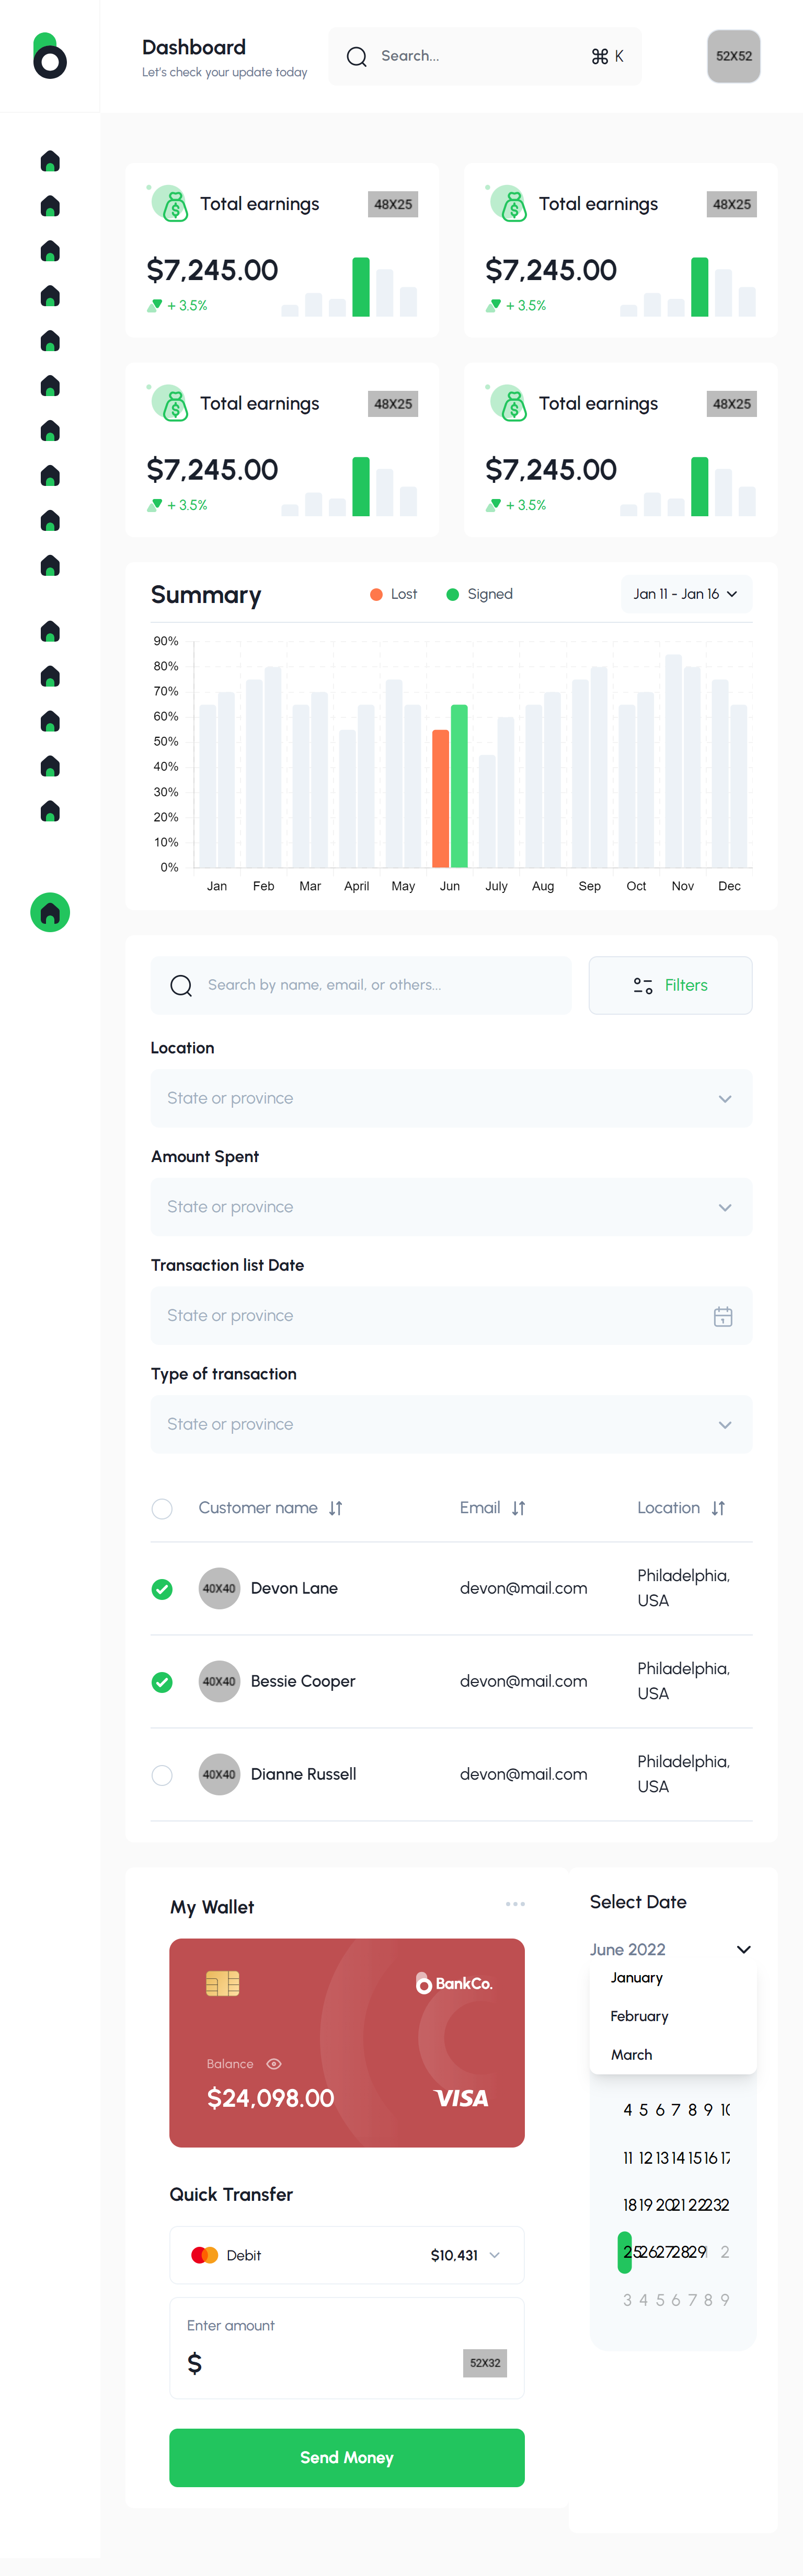 Dashboard
Let's check your update today
Search...
⌘ K
52X52
Total earnings
48X25
$7,245.00
+ 3.5%
Total earnings
48X25
$7,245.00
+ 3.5%
Total earnings
48X25
$7,245.00
+ 3.5%
Total earnings
48X25
$7,245.00
+ 3.5%
Summary
Lost
Signed
Jan 11 - Jan 16
90%
80%
70%
60%
50%
40%
30%
20%
10%
0%
Jan Feb Mar April May Jun July Aug Sep Oct Nov Dec
Search by name, email, or others...
Filters
Location
State or province
Amount Spent
State or province
Transaction list Date
State or province
Type of transaction
State or province
Customer name
Email
Location
40X40
Devon Lane
devon@mail.com
Philadelphia,
USA
40X40
Bessie Cooper
devon@mail.com
Philadelphia,
USA
40X40
Dianne Russell
devon@mail.com
Philadelphia,
USA
My Wallet
BankCo.
Balance
$24,098.00
VISA
Quick Transfer
Debit
$10,431
Enter amount
$
52X32
Send Money
Select Date
June 2022
January
February
March
4 5 6 7 8 9 10
11 12 13 14 15 16 17
18 19 20 21 22 23 2
25 26 27 28 29 1 2
3 4 5 6 7 8 9